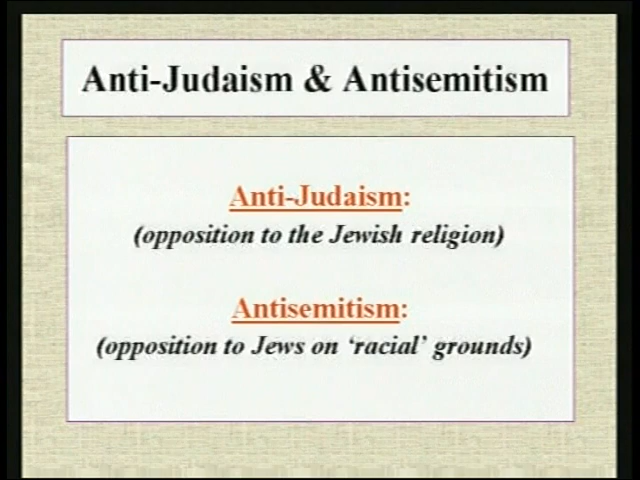 Anti-Judaism & Antisemitism
Anti-Judaism:
(opposition to the Jewish religion)
Antisemitism:
(opposition to Jews on ‘racial’ grounds)